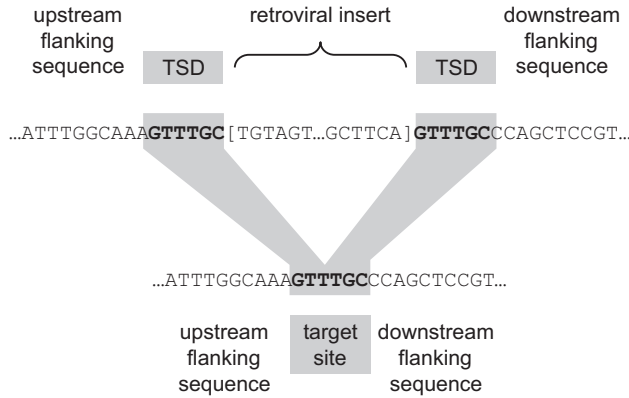 upstream
flanking
sequence
TSD
retroviral insert
TSD
downstream
flanking
sequence
...ATTTGGCAAAGTTTGC[TGTAGT...GCTTCA]GTTTGCCCAGCTCCGT...
...ATTTGGCAAAGTTTGCCCAGCTCCGT...
upstream
flanking
sequence
target
site
downstream
flanking
sequence